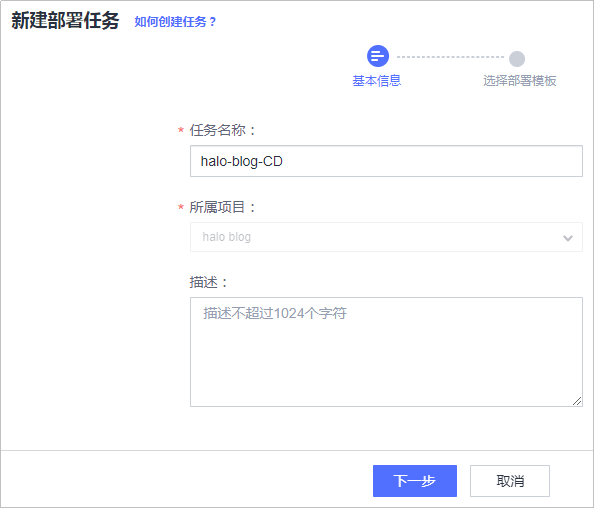 新建部署任务 如何创建任务？
基本信息 选择部署模板
* 任务名称：
halo-blog-CD
* 所属项目：
halo blog
描述：
描述不超过1024个字符
下一步 取消